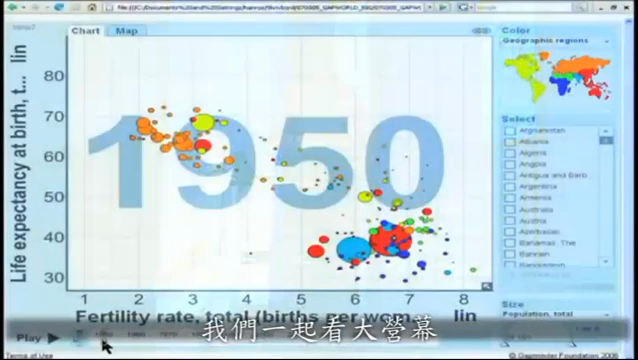 Chart Map
1950
Life expectancy at birth, t... lin
80
70
60
50
40
30
1 2 3 4 5 6 7 8
Fertility rate, total (births per wom lin
Color
Geographic regions
Select
Afghanistan
Albania
Algeria
Angola
Antigua and Barb
Argentina
Armenia
Australia
Austria
Azerbaijan
Bahamas, The
Bahrain
Bangladesh
Size
Population, total
Play
我們一起看大螢幕
Terms of Use
© Gapminder Foundation